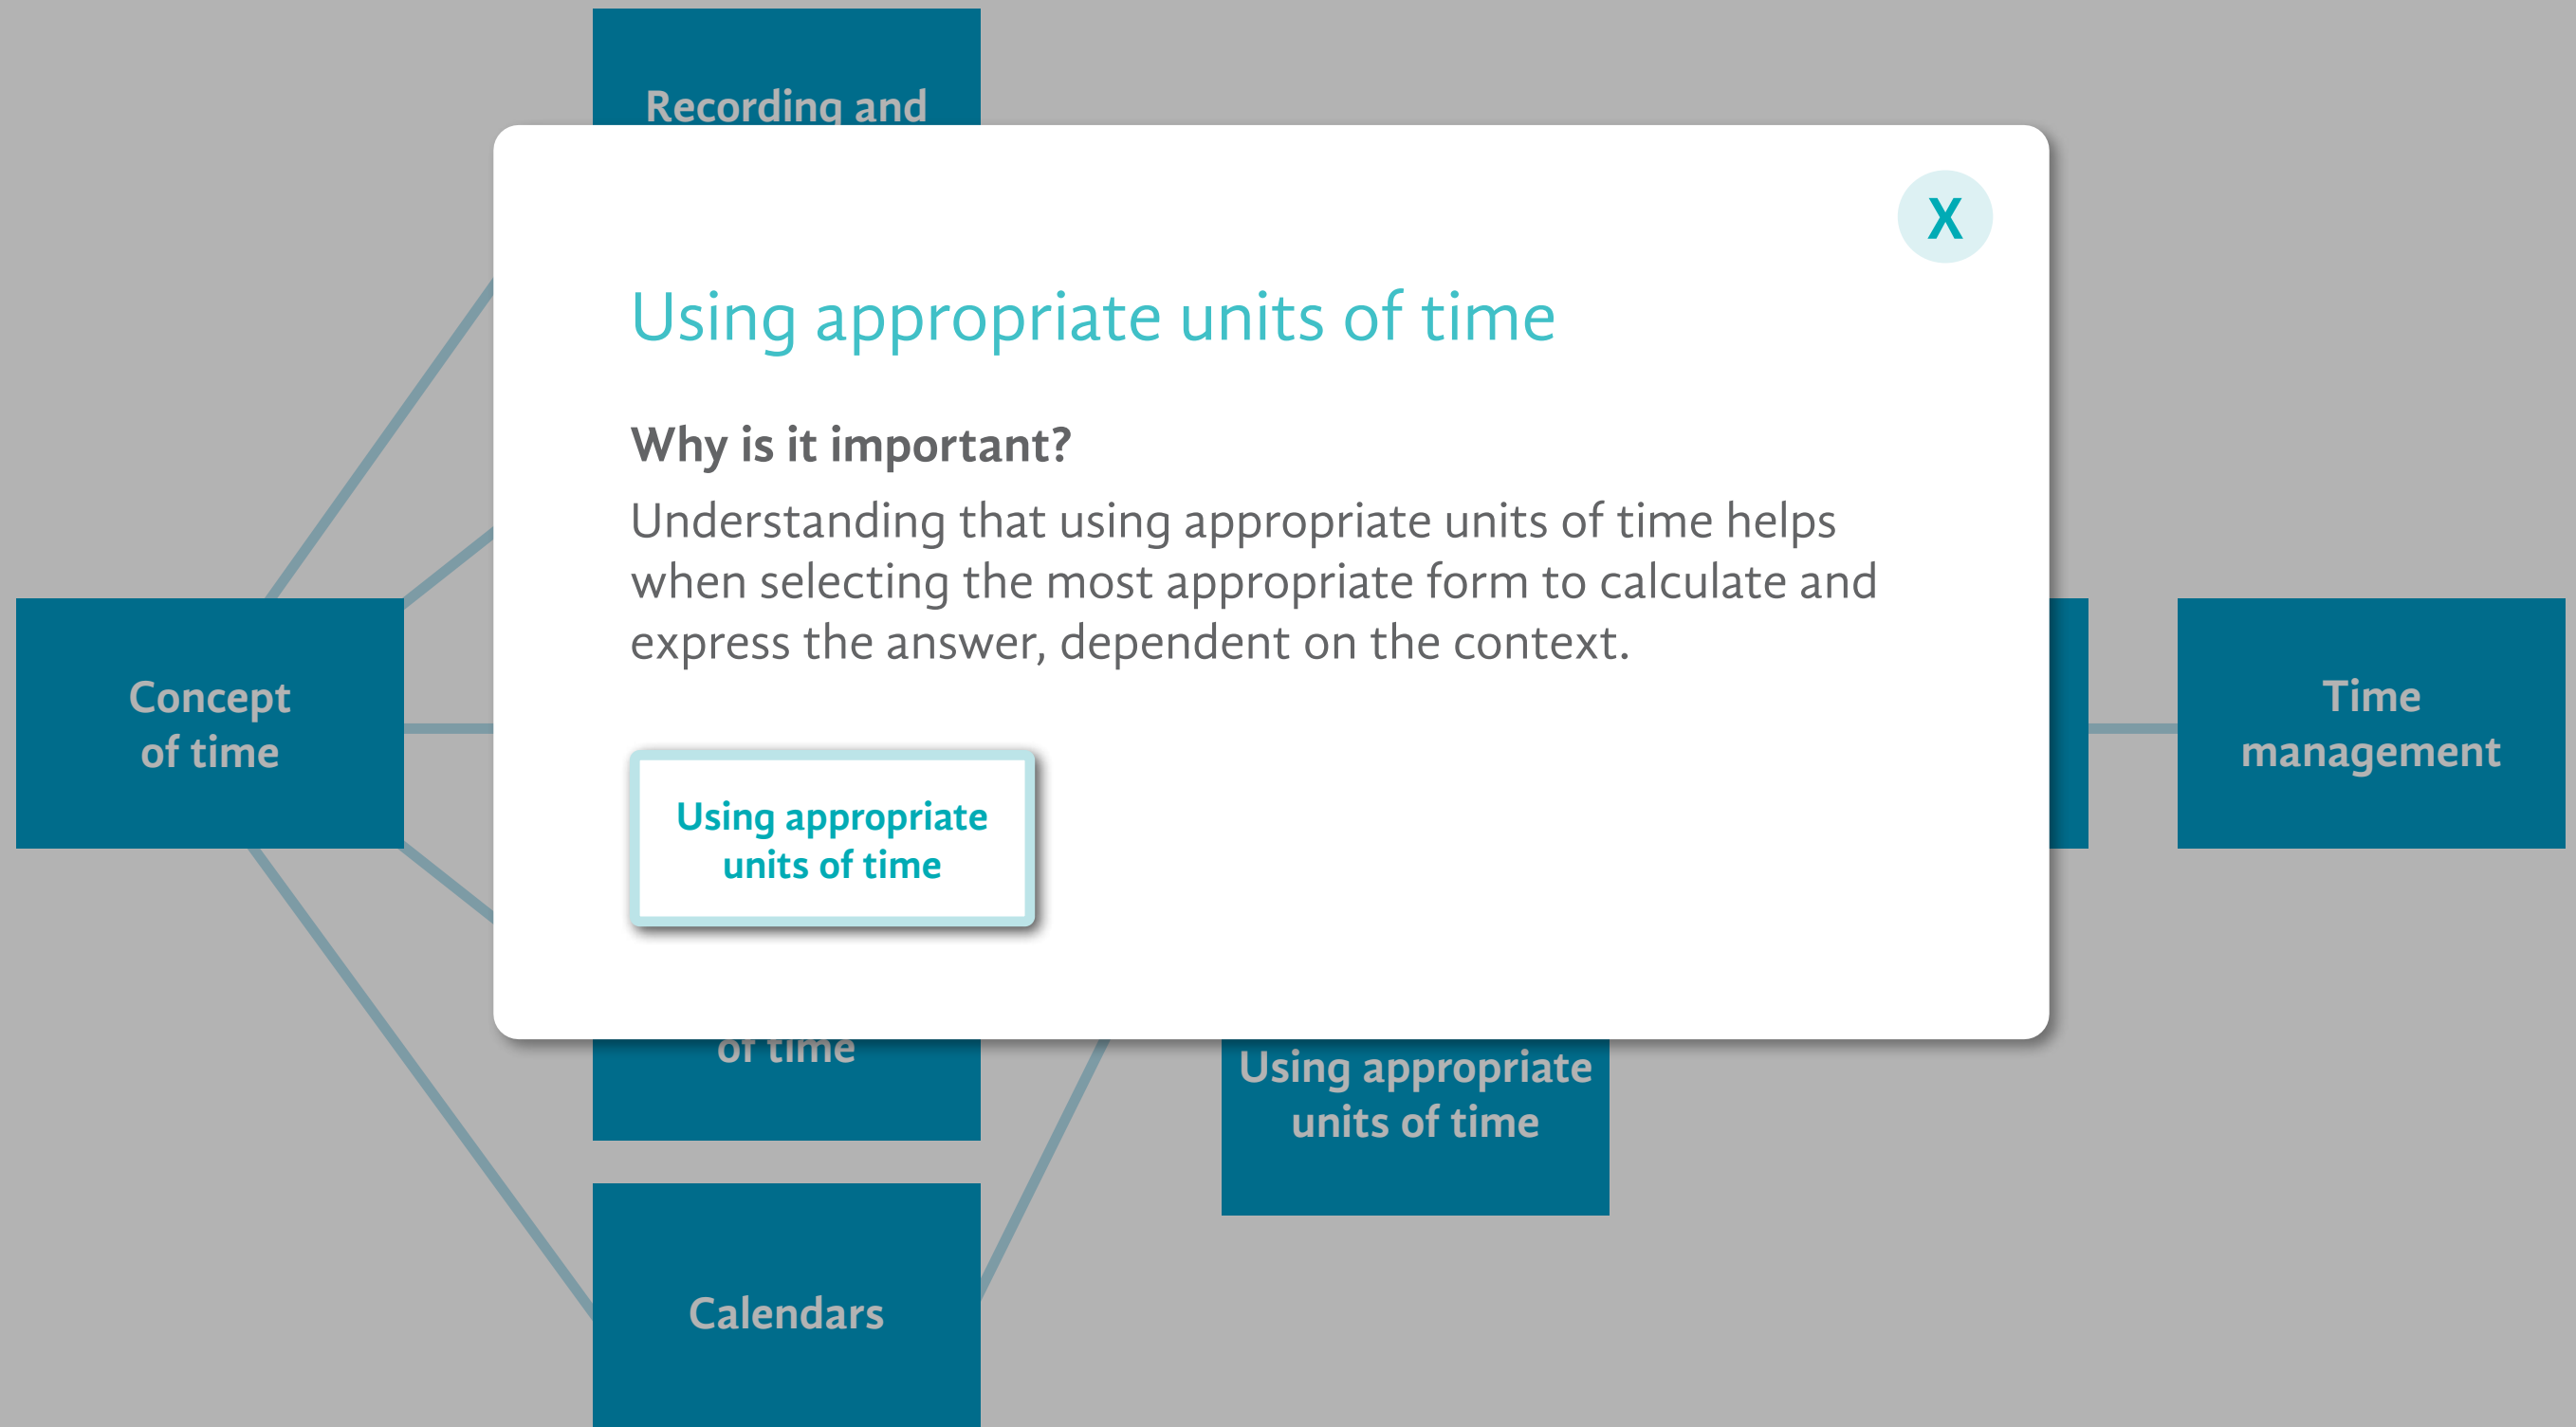 Recording and
X
Using appropriate units of time
Why is it important?
Understanding that using appropriate units of time helps
when selecting the most appropriate form to calculate and
express the answer, dependent on the context.
Concept
of time
Time
management
Using appropriate
units of time
of time
Using appropriate
units of time
Calendars